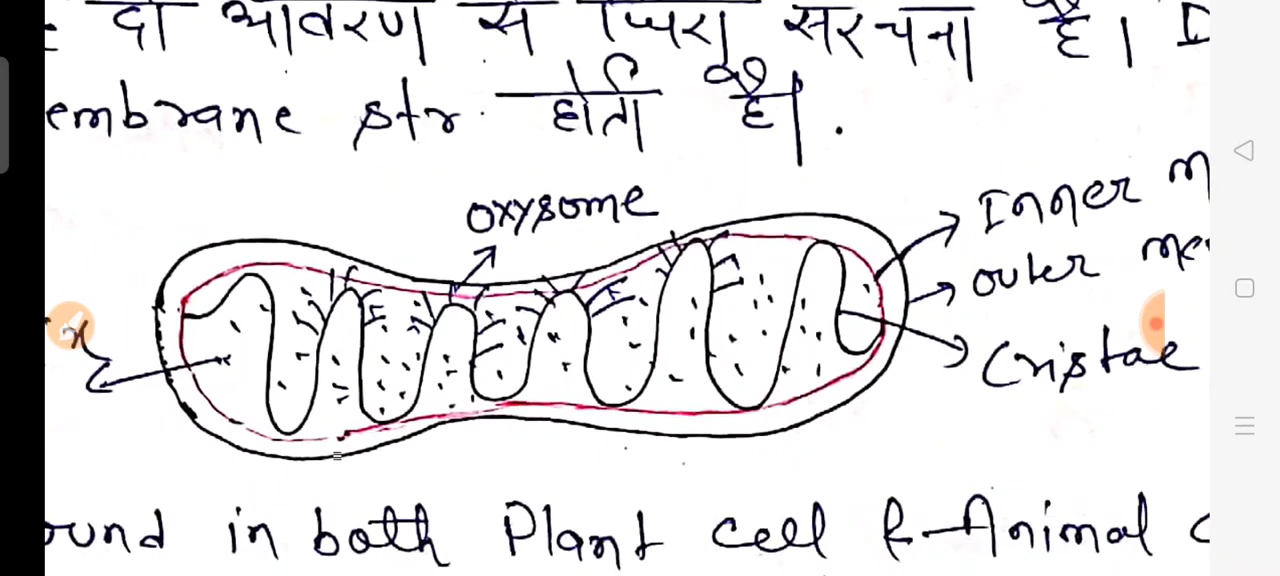 दो आवरण से घिरा संरचना है। I
embrane str. होती है।
oxysome
Inner m
outer me
Cristae
x
ound in both Plant cell & Animal c